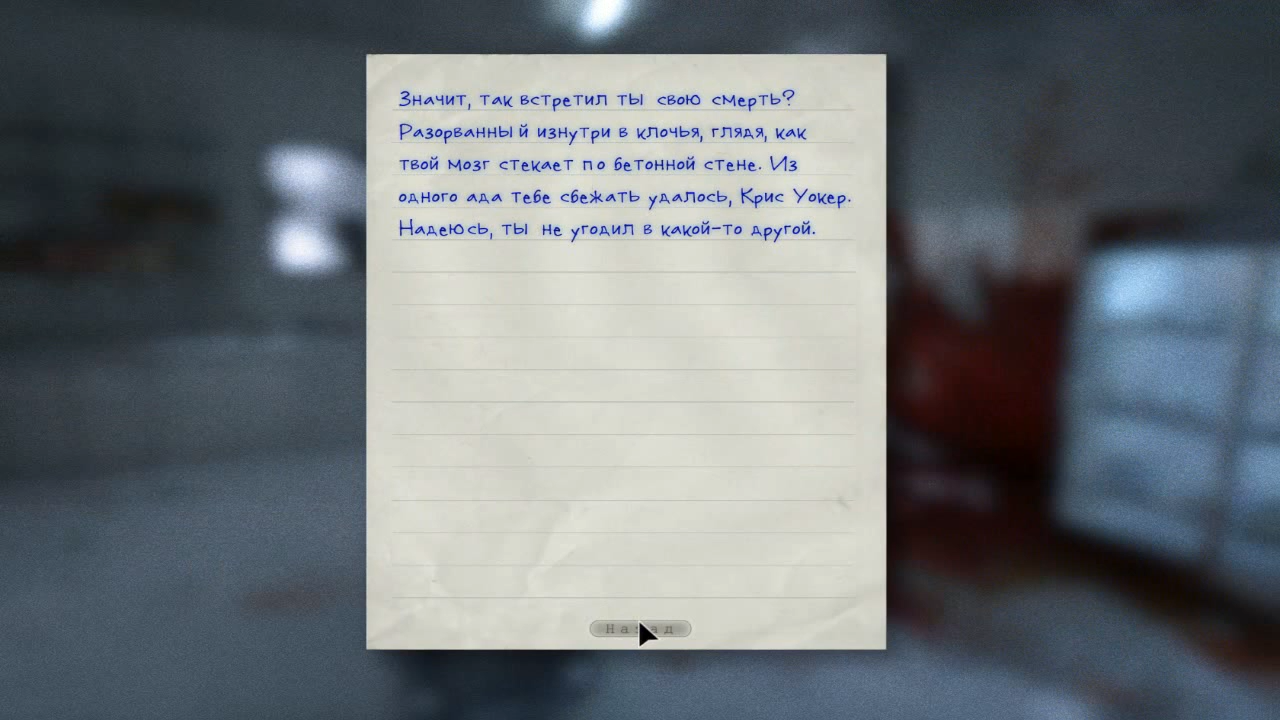 Значит, так встретил ты свою смерть?
Разорванный изнутри в клочья, глядя, как
твой мозг стекает по бетонной стене. Из
одного ада тебе сбежать удалось, Крис Уокер.
Надеюсь, ты не угодил в какой-то другой.
Назад